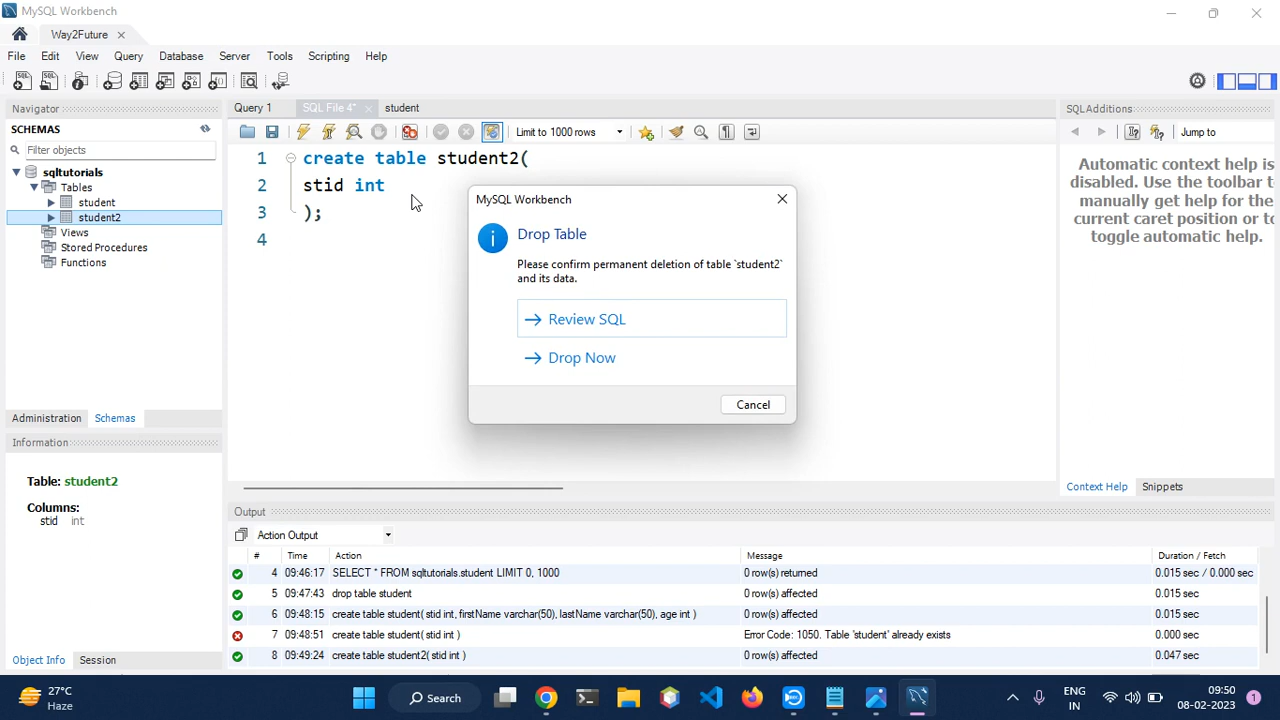 MySQL Workbench
Way2Future
File Edit View Query Database Server Tools Scripting Help
Navigator
SCHEMAS
Filter objects
sqltutorials
Tables
student
student2
Views
Stored Procedures
Functions
Administration Schemas
Information
Table: student2
Columns:
stid int
Object Info Session
Query 1 SQL File 4* student
Limit to 1000 rows
1 create table student2(
2 stid int
3 );
4
MySQL Workbench
Drop Table
Please confirm permanent deletion of table `student2`
and its data.
Review SQL
Drop Now
Cancel
SQLAdditions
Jump to
Automatic context help is
disabled. Use the toolbar t
manually get help for the
current caret position or to
toggle automatic help.
Context Help Snippets
Output
Action Output
# Time Action Message Duration / Fetch
4 09:46:17 SELECT * FROM sqltutorials.student LIMIT 0, 1000 0 row(s) returned 0.015 sec / 0.000 sec
5 09:47:43 drop table student 0 row(s) affected 0.015 sec
6 09:48:15 create table student( stid int, firstName varchar(50), lastName varchar(50), age int ) 0 row(s) affected 0.015 sec
7 09:48:51 create table student( stid int ) Error Code: 1050. Table 'student' already exists 0.000 sec
8 09:49:24 create table student2( stid int ) 0 row(s) affected 0.047 sec
27°C
Haze
Search
ENG
IN
09:50
08-02-2023
1